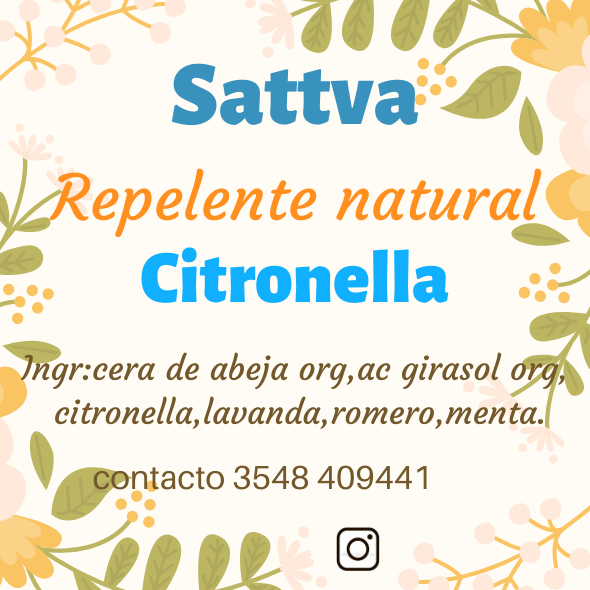 Sattva
Repelente natural
Citronella
Ingr:cera de abeja org,ac girasol org,
citronella,lavanda,romero,menta.
contacto 3548 409441